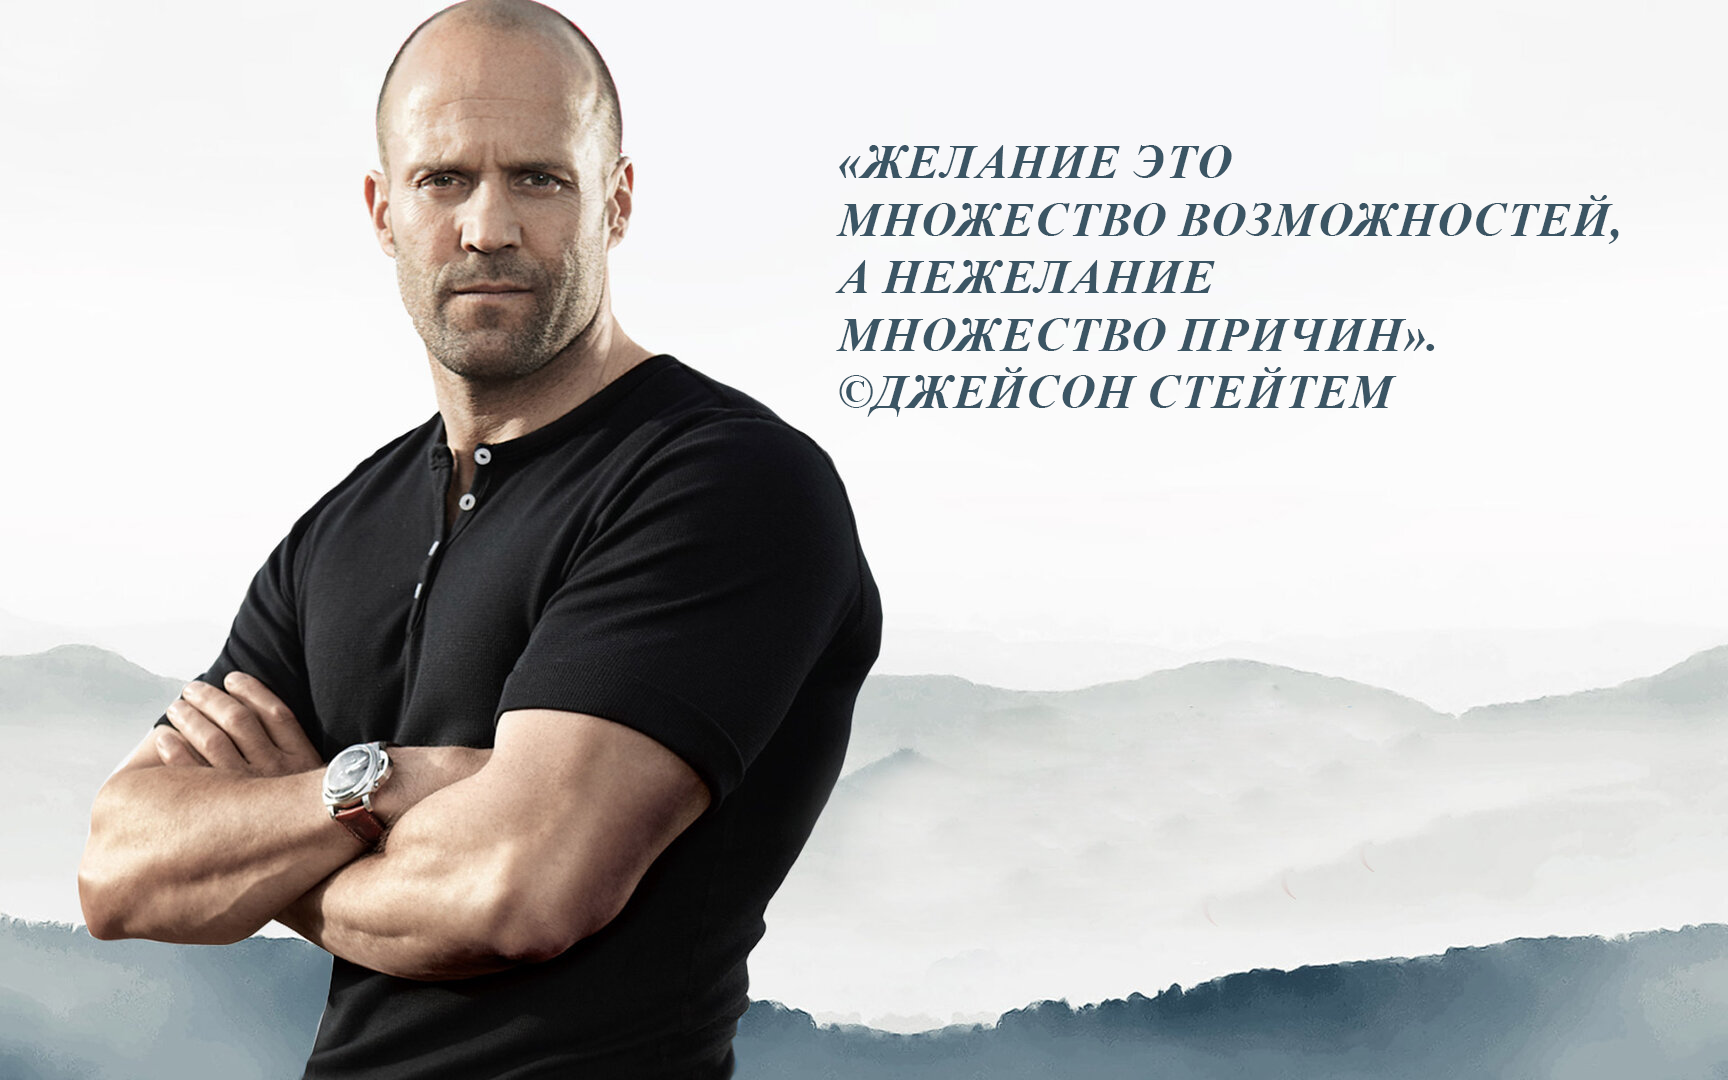 «ЖЕЛАНИЕ ЭТО
МНОЖЕСТВО ВОЗМОЖНОСТЕЙ,
А НЕЖЕЛАНИЕ
МНОЖЕСТВО ПРИЧИН».
©ДЖЕЙСОН СТЕЙТЕМ